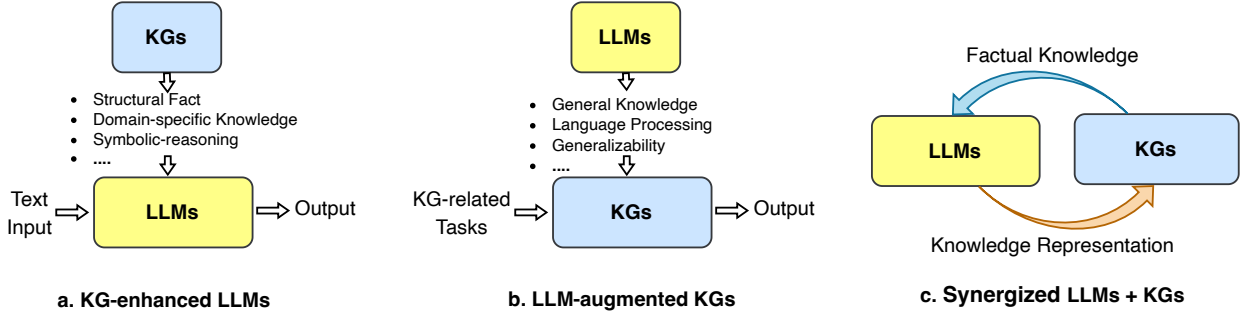 KGs
• Structural Fact
• Domain-specific Knowledge
• Symbolic-reasoning
• ....
Text
Input
LLMs
Output
a. KG-enhanced LLMs
LLMs
• General Knowledge
• Language Processing
• Generalizability
• ....
KG-related
Tasks
KGs
Output
b. LLM-augmented KGs
Factual Knowledge
LLMs
KGs
Knowledge Representation
c. Synergized LLMs + KGs